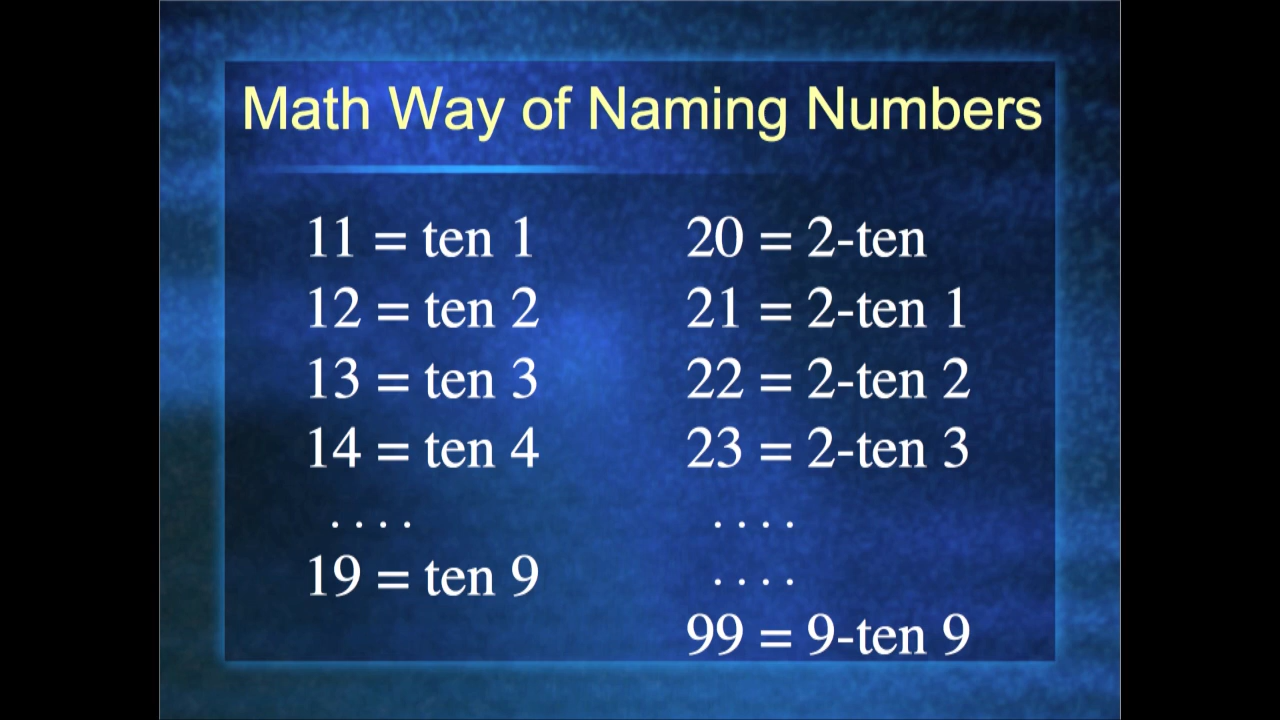 Math Way of Naming Numbers
11 = ten 1
12 = ten 2
13 = ten 3
14 = ten 4
. . . .
19 = ten 9
20 = 2-ten
21 = 2-ten 1
22 = 2-ten 2
23 = 2-ten 3
. . . .
. . . .
99 = 9-ten 9